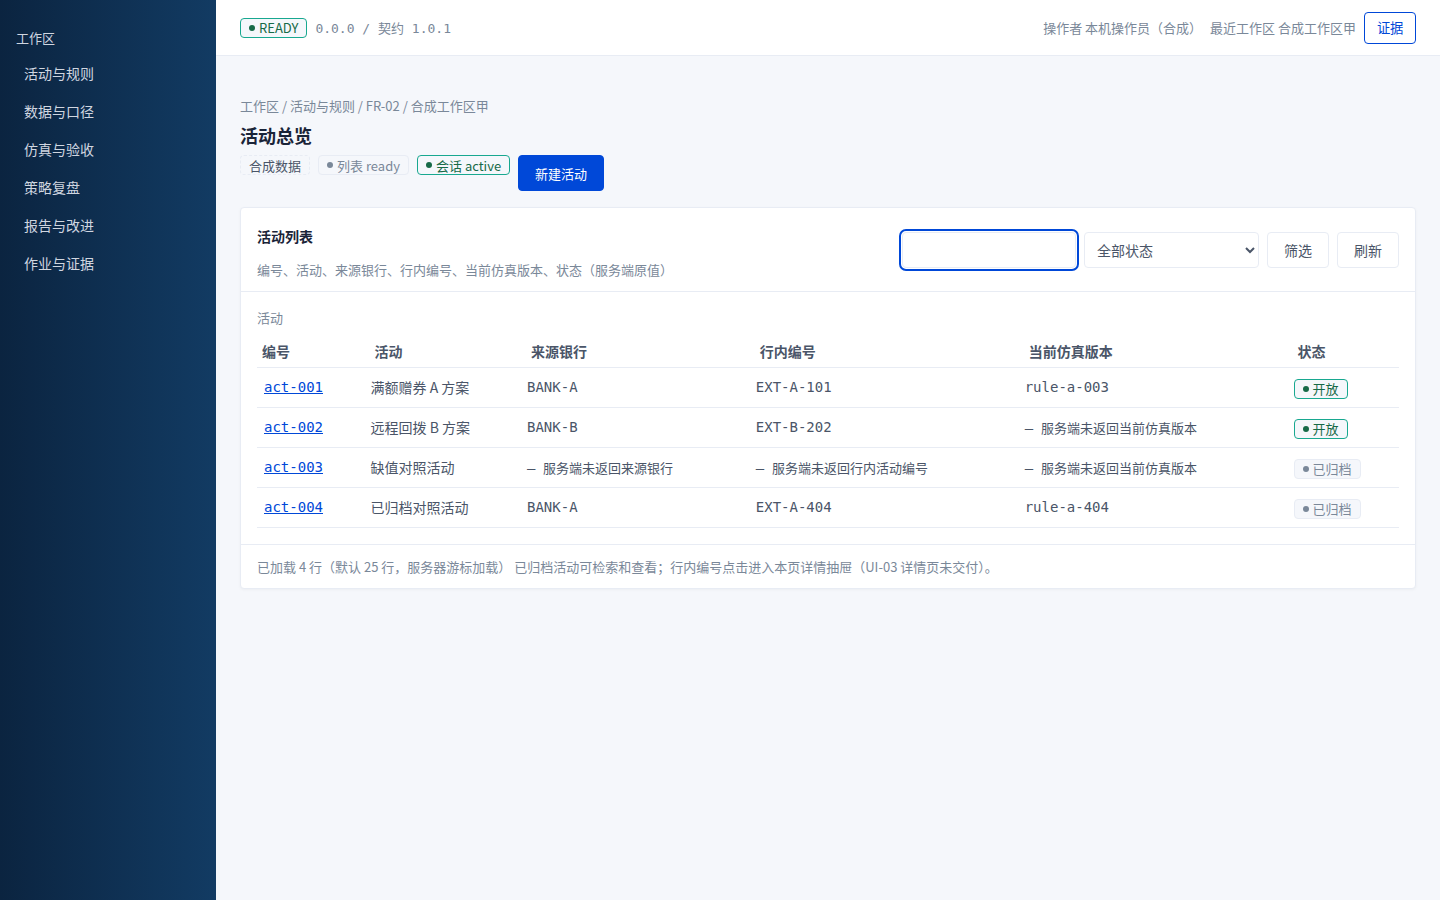 工作区
活动与规则
数据与口径
仿真与验收
策略复盘
报告与改进
作业与证据
READY 0.0.0 / 契约 1.0.1
操作者 本机操作员（合成） 最近工作区 合成工作区甲 证据
工作区 / 活动与规则 / FR-02 / 合成工作区甲
活动总览
合成数据 列表 ready 会话 active 新建活动
活动列表
编号、活动、来源银行、行内编号、当前仿真版本、状态（服务端原值）
全部状态 筛选 刷新
活动
编号 活动 来源银行 行内编号 当前仿真版本 状态
act-001 满额赠券 A 方案 BANK-A EXT-A-101 rule-a-003 开放
act-002 远程回拨 B 方案 BANK-B EXT-B-202 — 服务端未返回当前仿真版本 开放
act-003 缺值对照活动 — 服务端未返回来源银行 — 服务端未返回行内活动编号 — 服务端未返回当前仿真版本 已归档
act-004 已归档对照活动 BANK-A EXT-A-404 rule-a-404 已归档
已加载 4 行（默认 25 行，服务器游标加载） 已归档活动可检索和查看；行内编号点击进入本页详情抽屉（UI-03 详情页未交付）。